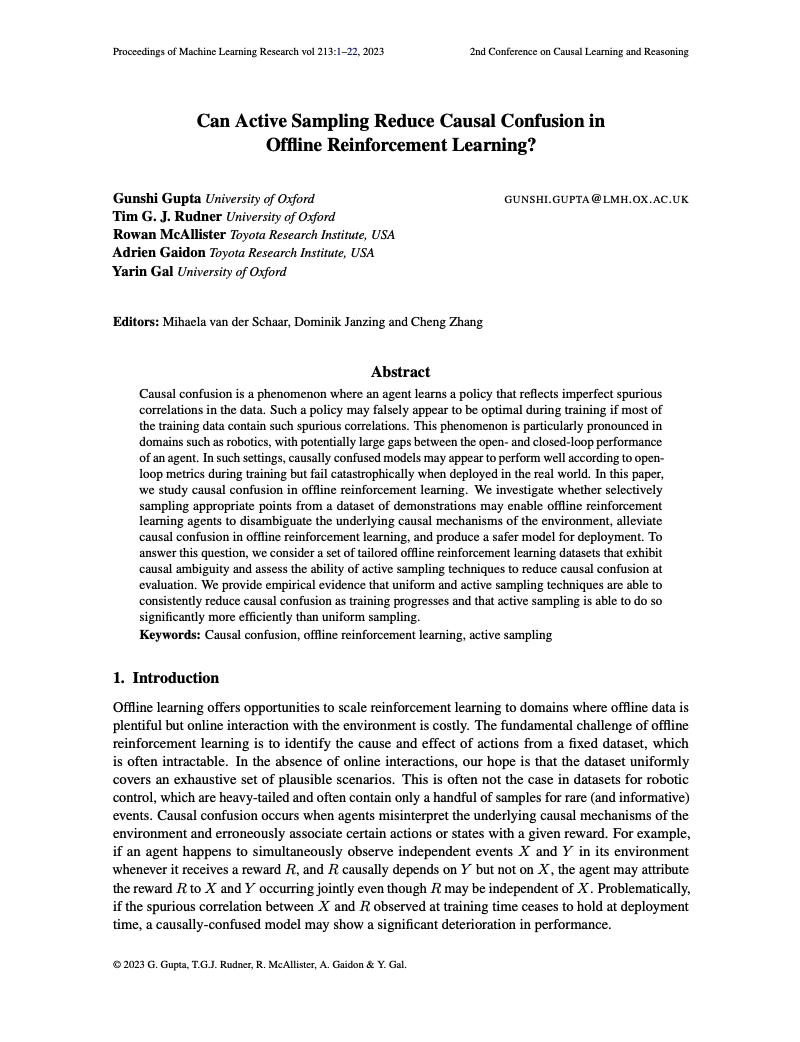 Proceedings of Machine Learning Research vol 213:1–22, 2023 2nd Conference on Causal Learning and Reasoning
Can Active Sampling Reduce Causal Confusion in
Offline Reinforcement Learning?
Gunshi Gupta University of Oxford GUNSHI.GUPTA@LMH.OX.AC.UK
Tim G. J. Rudner University of Oxford
Rowan McAllister Toyota Research Institute, USA
Adrien Gaidon Toyota Research Institute, USA
Yarin Gal University of Oxford
Editors: Mihaela van der Schaar, Dominik Janzing and Cheng Zhang
Abstract
Causal confusion is a phenomenon where an agent learns a policy that reflects imperfect spurious
correlations in the data. Such a policy may falsely appear to be optimal during training if most of
the training data contain such spurious correlations. This phenomenon is particularly pronounced in
domains such as robotics, with potentially large gaps between the open- and closed-loop performance
of an agent. In such settings, causally confused models may appear to perform well according to open-
loop metrics during training but fail catastrophically when deployed in the real world. In this paper,
we study causal confusion in offline reinforcement learning. We investigate whether selectively
sampling appropriate points from a dataset of demonstrations may enable offline reinforcement
learning agents to disambiguate the underlying causal mechanisms of the environment, alleviate
causal confusion in offline reinforcement learning, and produce a safer model for deployment. To
answer this question, we consider a set of tailored offline reinforcement learning datasets that exhibit
causal ambiguity and assess the ability of active sampling techniques to reduce causal confusion at
evaluation. We provide empirical evidence that uniform and active sampling techniques are able to
consistently reduce causal confusion as training progresses and that active sampling is able to do so
significantly more efficiently than uniform sampling.
Keywords: Causal confusion, offline reinforcement learning, active sampling
1. Introduction
Offline learning offers opportunities to scale reinforcement learning to domains where offline data is
plentiful but online interaction with the environment is costly. The fundamental challenge of offline
reinforcement learning is to identify the cause and effect of actions from a fixed dataset, which
is often intractable. In the absence of online interactions, our hope is that the dataset uniformly
covers an exhaustive set of plausible scenarios. This is often not the case in datasets for robotic
control, which are heavy-tailed and often contain only a handful of samples for rare (and informative)
events. Causal confusion occurs when agents misinterpret the underlying causal mechanisms of the
environment and erroneously associate certain actions or states with a given reward. For example,
if an agent happens to simultaneously observe independent events X and Y in its environment
whenever it receives a reward R, and R causally depends on Y but not on X, the agent may attribute
the reward R to X and Y occurring jointly even though R may be independent of X. Problematically,
if the spurious correlation between X and R observed at training time ceases to hold at deployment
time, a causally-confused model may show a significant deterioration in performance.
© 2023 G. Gupta, T.G.J. Rudner, R. McAllister, A. Gaidon & Y. Gal.